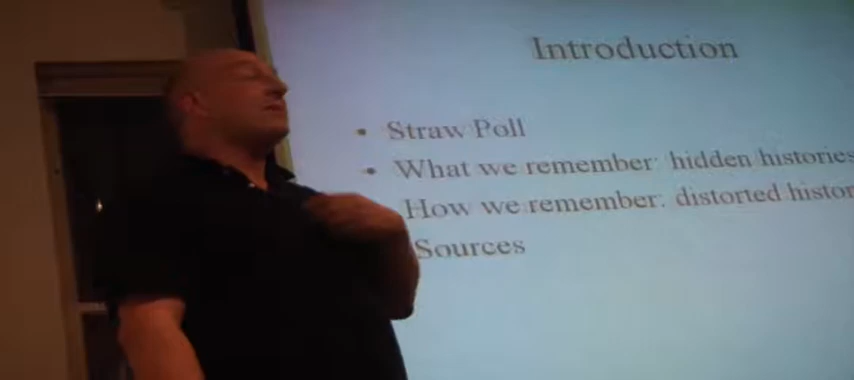 Introduction
• Straw Poll
• What we remember: hidden histories
How we remember: distorted histor
Sources